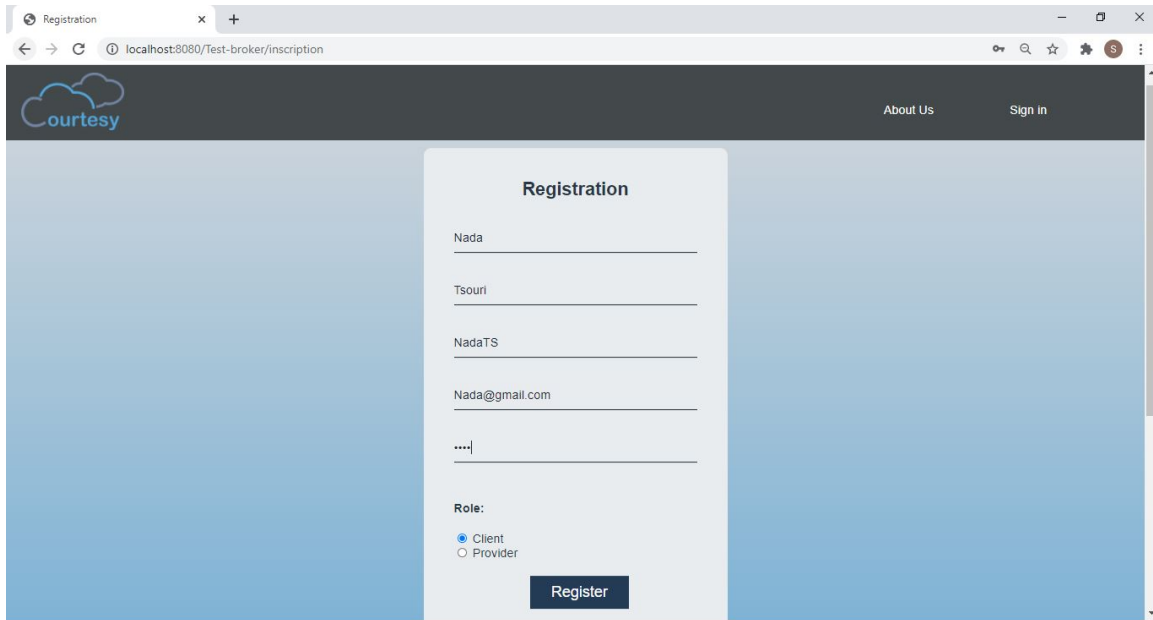 Registration
localhost:8080/Test-broker/inscription
S
Courtesy
About Us
Sign in
Registration
Nada
Tsouri
NadaTS
Nada@gmail.com
••••
Role:
Client
Provider
Register